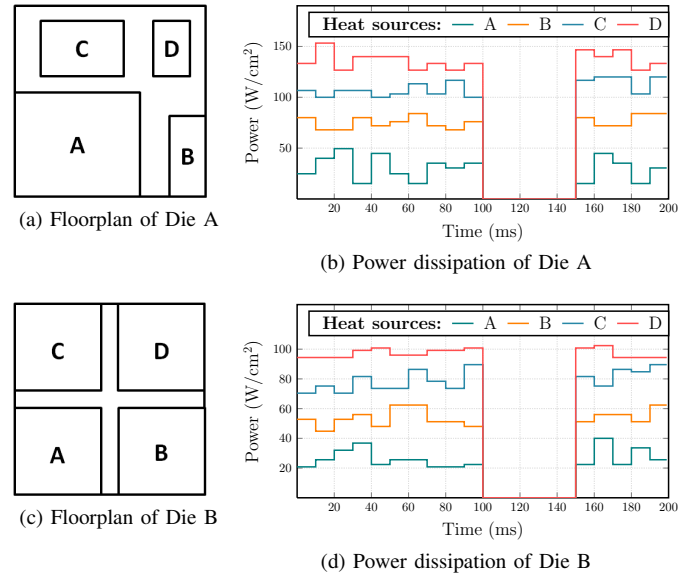 C
D
A
B
(a) Floorplan of Die A
Heat sources: A B C D
150
100
50
Power (W/cm²)
20 40 60 80 100 120 140 160 180 200
Time (ms)
(b) Power dissipation of Die A
C
D
A
B
(c) Floorplan of Die B
Heat sources: A B C D
100
80
60
40
20
Power (W/cm²)
20 40 60 80 100 120 140 160 180 200
Time (ms)
(d) Power dissipation of Die B